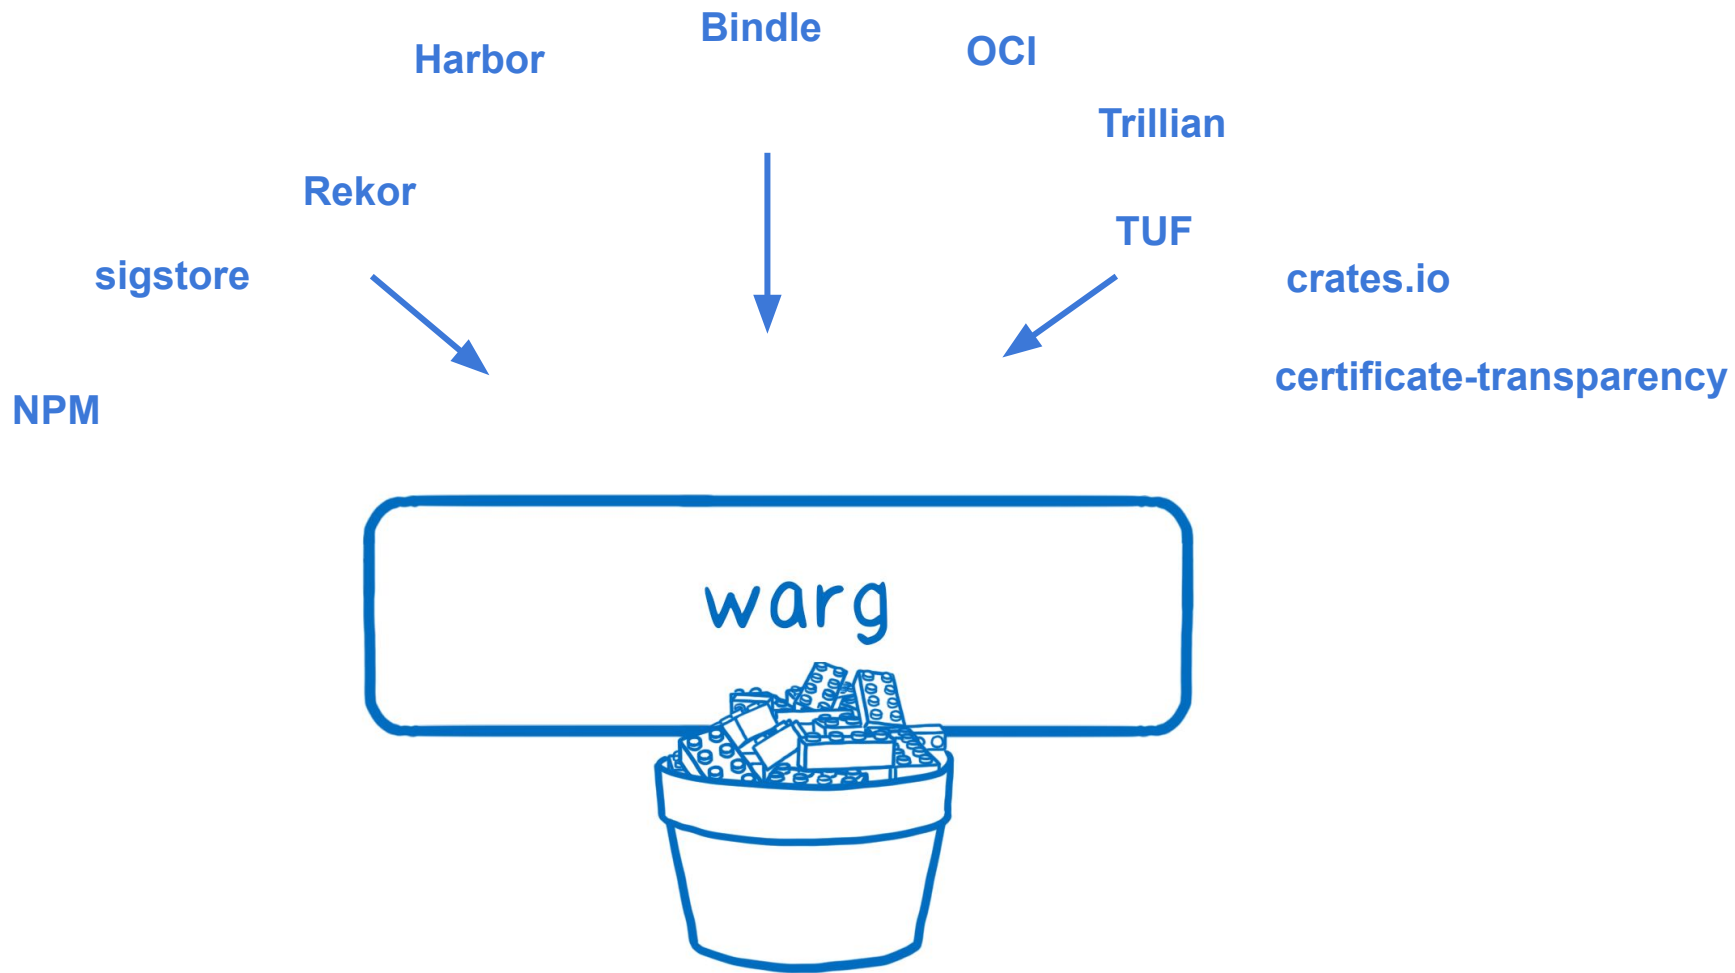 Bindle
Harbor
OCI
Trillian
Rekor
TUF
sigstore
crates.io
certificate-transparency
NPM
warg